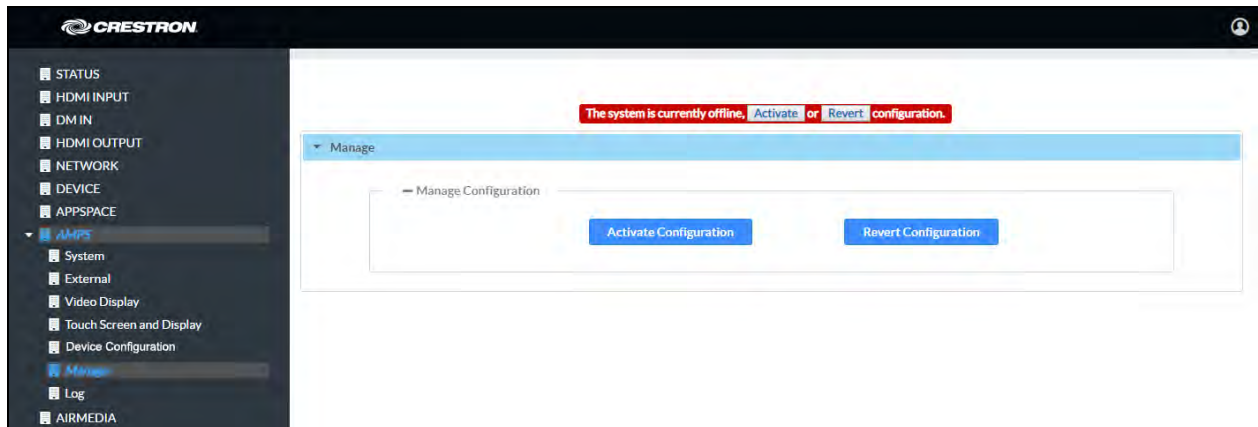 CRESTRON
STATUS
HDMI INPUT
DM IN
HDMI OUTPUT
NETWORK
DEVICE
APPSPACE
AMPS
System
External
Video Display
Touch Screen and Display
Device Configuration
Manage
Log
AIRMEDIA
The system is currently offline, Activate or Revert configuration.
Manage
Manage Configuration
Activate Configuration Revert Configuration